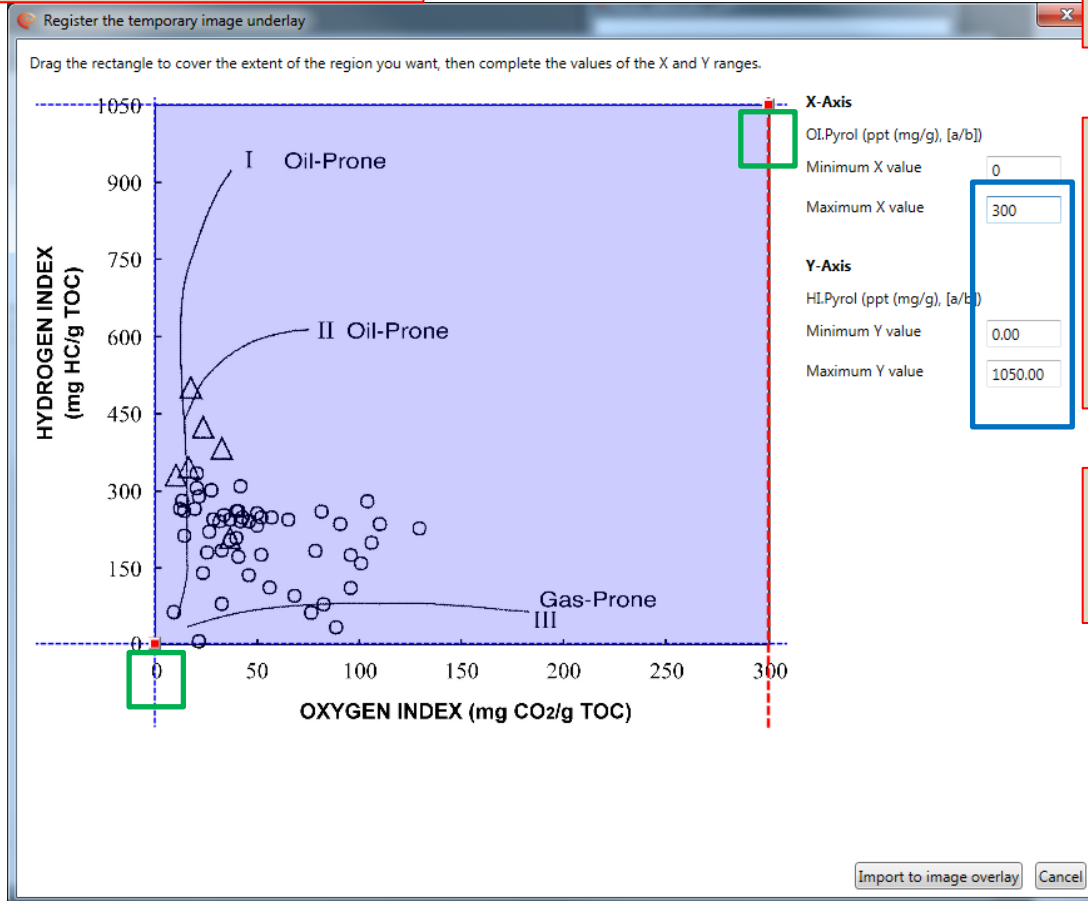 Register the temporary image underlay
Drag the rectangle to cover the extent of the region you want, then complete the values of the X and Y ranges.
1050
900
750
600
450
300
150
0
HYDROGEN INDEX
(mg HC/g TOC)
I Oil-Prone
II Oil-Prone
Gas-Prone
III
0 50 100 150 200 250 300
OXYGEN INDEX (mg CO2/g TOC)
X-Axis
OI.Pyrol (ppt (mg/g), [a/b])
Minimum X value 0
Maximum X value 300
Y-Axis
HI.Pyrol (ppt (mg/g), [a/b])
Minimum Y value 0.00
Maximum Y value 1050.00
Import to image overlay Cancel